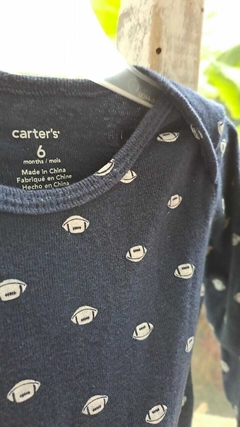 carter's
6
months / mois
Made in China
Fabriqué en Chine
Hecho en China